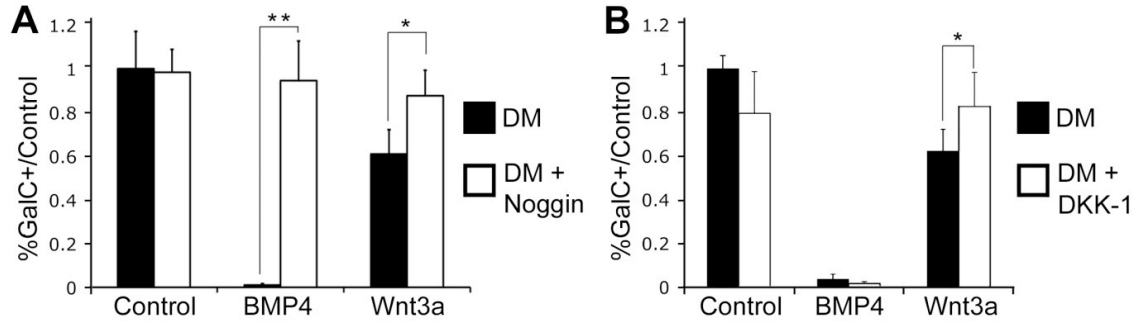 A
%GalC+/Control
1.2
1
0.8
0.6
0.4
0.2
0
**
*
Control
BMP4
Wnt3a
DM
DM +
Noggin
B
%GalC+/Control
1.2
1
0.8
0.6
0.4
0.2
0
*
Control
BMP4
Wnt3a
DM
DM +
DKK-1